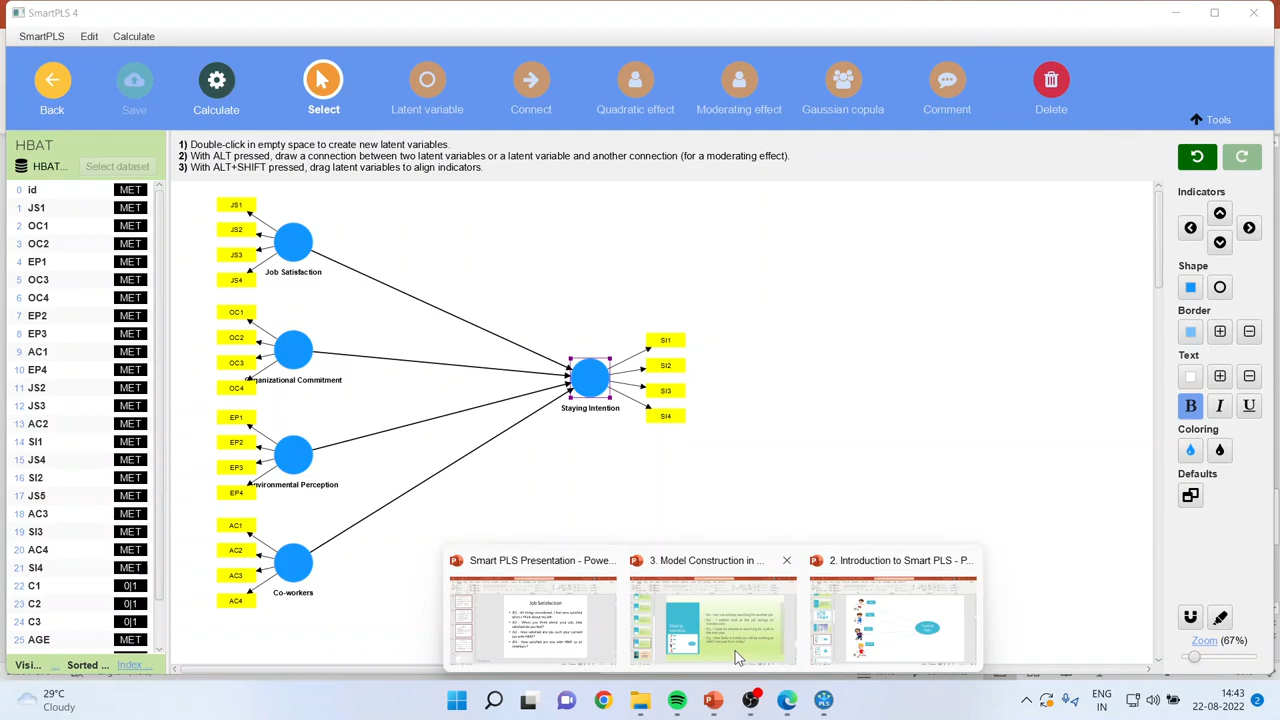 SmartPLS 4
SmartPLS Edit Calculate
Back Save Calculate Select Latent variable Connect Quadratic effect Moderating effect Gaussian copula Comment Delete
Tools
HBAT
HBAT... Select dataset
1) Double-click in empty space to create new latent variables.
2) With ALT pressed, draw a connection between two latent variables or a latent variable and another connection (for a moderating effect).
3) With ALT+SHIFT pressed, drag latent variables to align indicators.
0 id MET
1 JS1 MET
2 OC1 MET
3 OC2 MET
4 EP1 MET
5 OC3 MET
6 OC4 MET
7 EP2 MET
8 EP3 MET
9 AC1 MET
10 EP4 MET
11 JS2 MET
12 JS3 MET
13 AC2 MET
14 SI1 MET
15 JS4 MET
16 SI2 MET
17 JS5 MET
18 AC3 MET
19 SI3 MET
20 AC4 MET
21 SI4 MET
22 C1 0|1
23 C2 0|1
0|1
MET
Visi... ... Sorted ... Index ...
JS1
JS2
JS3
JS4
Job Satisfaction
OC1
OC2
OC3
OC4
ganizational Commitment
EP1
EP2
EP3
EP4
nvironmental Perception
AC1
AC2
AC3
AC4
Co-workers
SI1
SI2
SI3
SI4
Staying Intention
Indicators
Shape
Border
Text
B I U
Coloring
Defaults
Zoom (67%)
Smart PLS Presentation - Powe...
3. Model Construction in ...
2. Introduction to Smart PLS - P...
Job Satisfaction
29°C
Cloudy
PLS
ENG
IN
14:43
22-08-2022
2